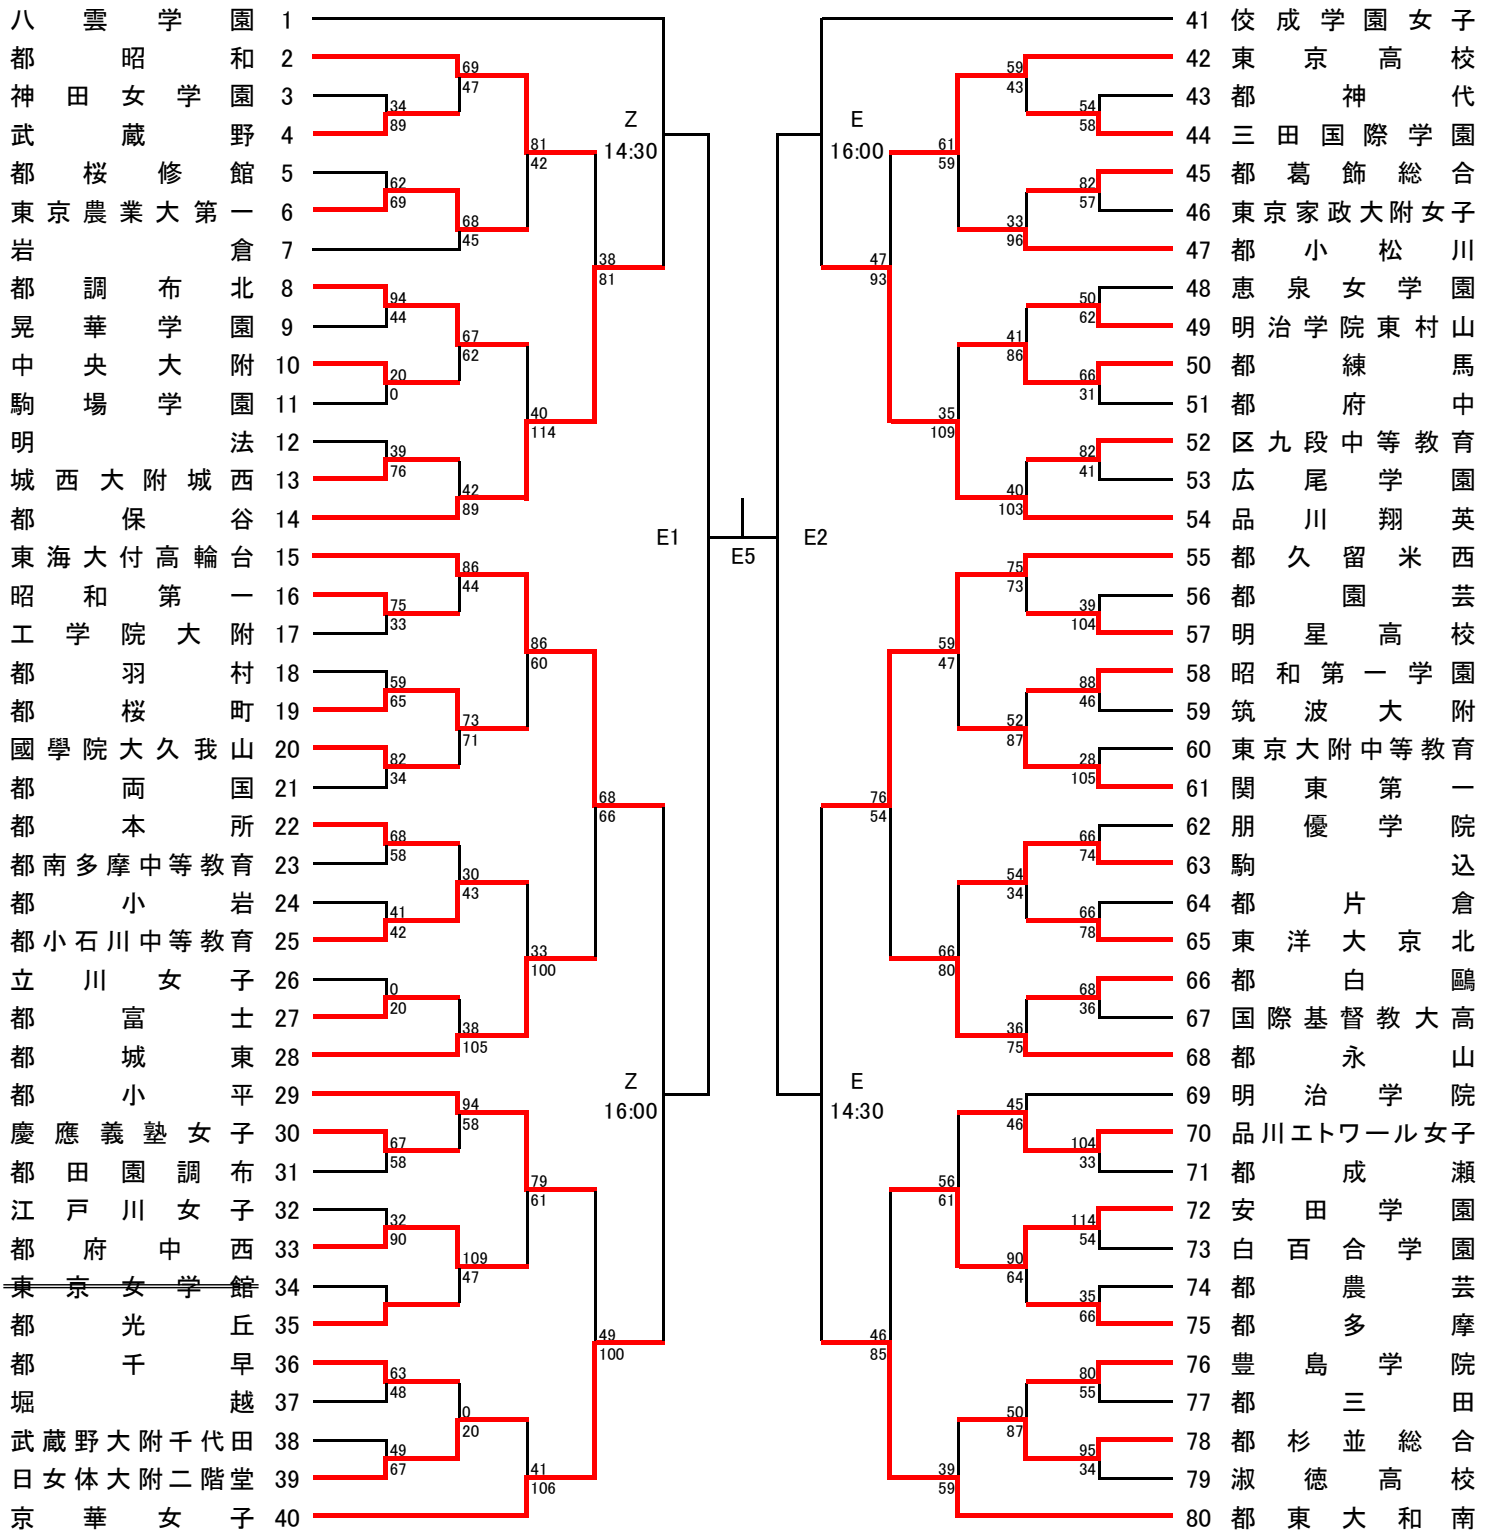 八雲学園 1
都昭和 2
69
47
神田女学園 3
34
89
武蔵野 4
81
42
都桜修館 5
62
69
東京農業大第一 6
68
45
岩倉 7
Z
14:30
38
81
都調布北 8
94
44
晃華学園 9
67
62
中央大附 10
20
0
駒場学園 11
40
114
明法 12
39
76
城西大附城西 13
42
89
都保谷 14
E1
東海大付高輪台 15
86
44
昭和第一 16
75
33
工学院大附 17
86
60
都羽村 18
59
65
都桜町 19
73
71
國學院大久我山 20
82
34
都両国 21
68
66
都本所 22
68
58
都南多摩中等教育 23
30
43
都小岩 24
41
42
都小石川中等教育 25
33
100
立川女子 26
0
20
都富士 27
38
105
都城東 28
Z
16:00
都小平 29
94
58
慶應義塾女子 30
67
58
都田園調布 31
79
61
江戸川女子 32
32
90
都府中西 33
109
47
東京女学館 34
都光丘 35
49
100
都千早 36
63
48
堀越 37
0
20
武蔵野大附千代田 38
49
67
日女体大附二階堂 39
41
106
京華女子 40
E5
41 佼成学園女子
42 東京高校
59
43
43 都神代
54
58
44 三田国際学園
E
16:00
61
59
45 都葛飾総合
82
57
46 東京家政大附女子
33
96
47 都小松川
47
93
48 恵泉女学園
50
62
49 明治学院東村山
41
86
50 都練馬
66
31
51 都府中
35
109
52 区九段中等教育
82
41
53 広尾学園
40
103
54 品川翔英
E2
55 都久留米西
75
73
56 都園芸
39
104
57 明星高校
59
47
58 昭和第一学園
88
46
59 筑波大附
52
87
60 東京大附中等教育
28
105
61 関東第一
76
54
62 朋優学院
66
74
63 駒込
54
34
64 都片倉
66
78
65 東洋大京北
66
80
66 都白鷗
68
36
67 国際基督教大高
36
75
68 都永山
E
14:30
69 明治学院
45
46
70 品川エトワール女子
104
33
71 都成瀬
56
61
72 安田学園
114
54
73 白百合学園
90
64
74 都農芸
35
66
75 都多摩
46
85
76 豊島学院
80
55
77 都三田
50
87
78 都杉並総合
95
34
79 淑徳高校
39
59
80 都東大和南